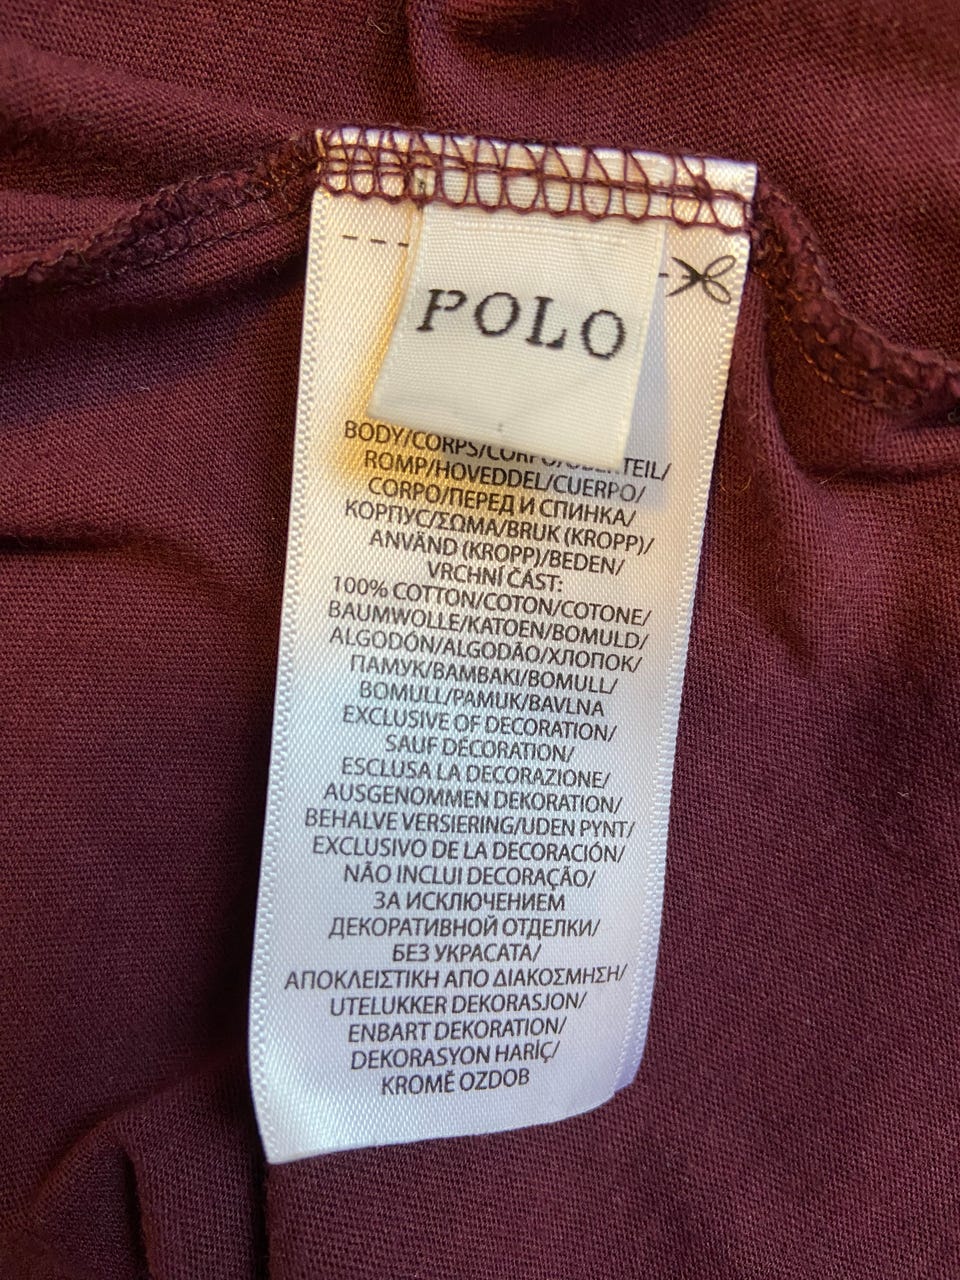 POLO
BODY/CORPS/CORPO/OBERTEIL/
ROMP/HOVEDDEL/CUERPO/
CORPO/ПЕРЕД И СПИНКА/
КОРПУС/ΣΩΜΑ/BRUK (KROPP)/
ANVÄND (KROPP)/BEDEN/
VRCHNÍ ČÁST:
100% COTTON/COTON/COTONE/
BAUMWOLLE/KATOEN/BOMULD/
ALGODÓN/ALGODÃO/ХЛОПОК/
ПАМУК/ΒΑΜΒΑΚΙ/BOMULL/
BOMULL/PAMUK/BAVLNA
EXCLUSIVE OF DECORATION/
SAUF DÉCORATION/
ESCLUSA LA DECORAZIONE/
AUSGENOMMEN DEKORATION/
BEHALVE VERSIERING/UDEN PYNT/
EXCLUSIVO DE LA DECORACIÓN/
NÃO INCLUI DECORAÇÃO/
ЗА ИСКЛЮЧЕНИЕМ
ДЕКОРАТИВНОЙ ОТДЕЛКИ/
БЕЗ УКРАСАТА/
ΑΠΟΚΛΕΙΣΤΙΚΗ ΑΠΟ ΔΙΑΚΟΣΜΗΣΗ/
UTELUKKER DEKORASJON/
ENBART DEKORATION/
DEKORASYON HARİÇ/
KROMĚ OZDOB